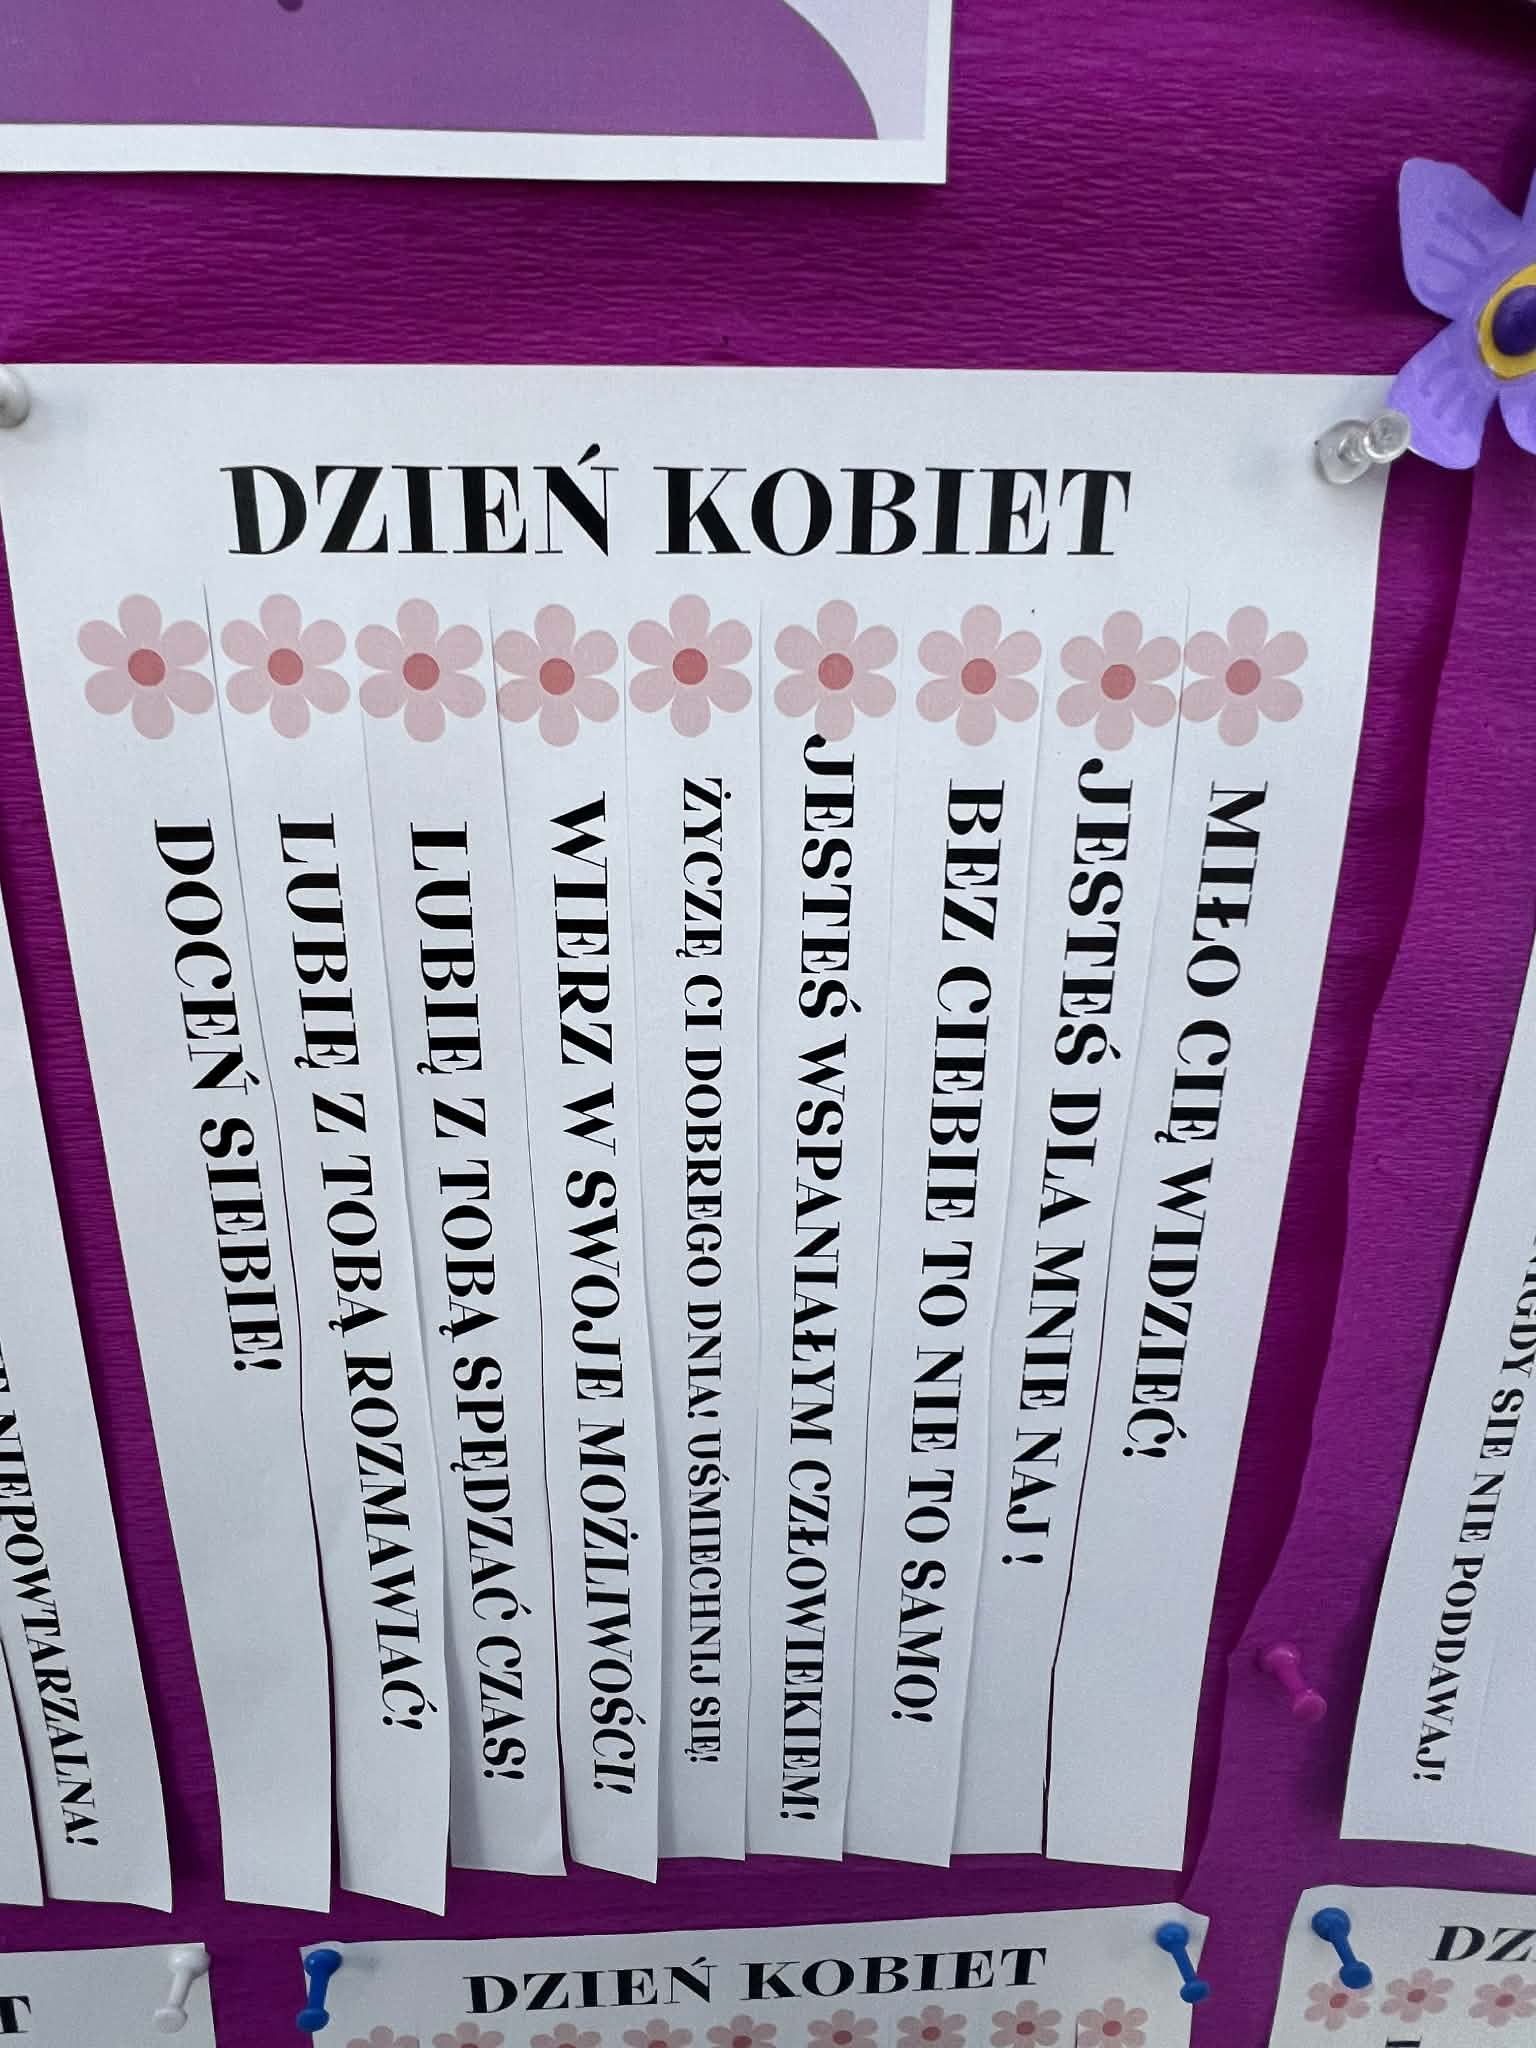 DZIEŃ KOBIET
DOCEŃ SIEBIE!
LUBIĘ Z TOBĄ ROZMAWIAĆ!
LUBIĘ Z TOBĄ SPĘDZAĆ CZAS!
WIERZ W SWOJE MOŻLIWOŚCI!
ŻYCZĘ CI DOBREGO DNIA! UŚMIECHNIJ SIĘ!
JESTEŚ WSPANIAŁYM CZŁOWIEKIEM!
BEZ CIEBIE TO NIE TO SAMO!
JESTEŚ DLA MNIE NAJ!
MIŁO CIĘ WIDZIEĆ!
NIEPOWTARZALNA!
NIGDY SIE NIE PODDAWAJ!
DZIEŃ KOBIET